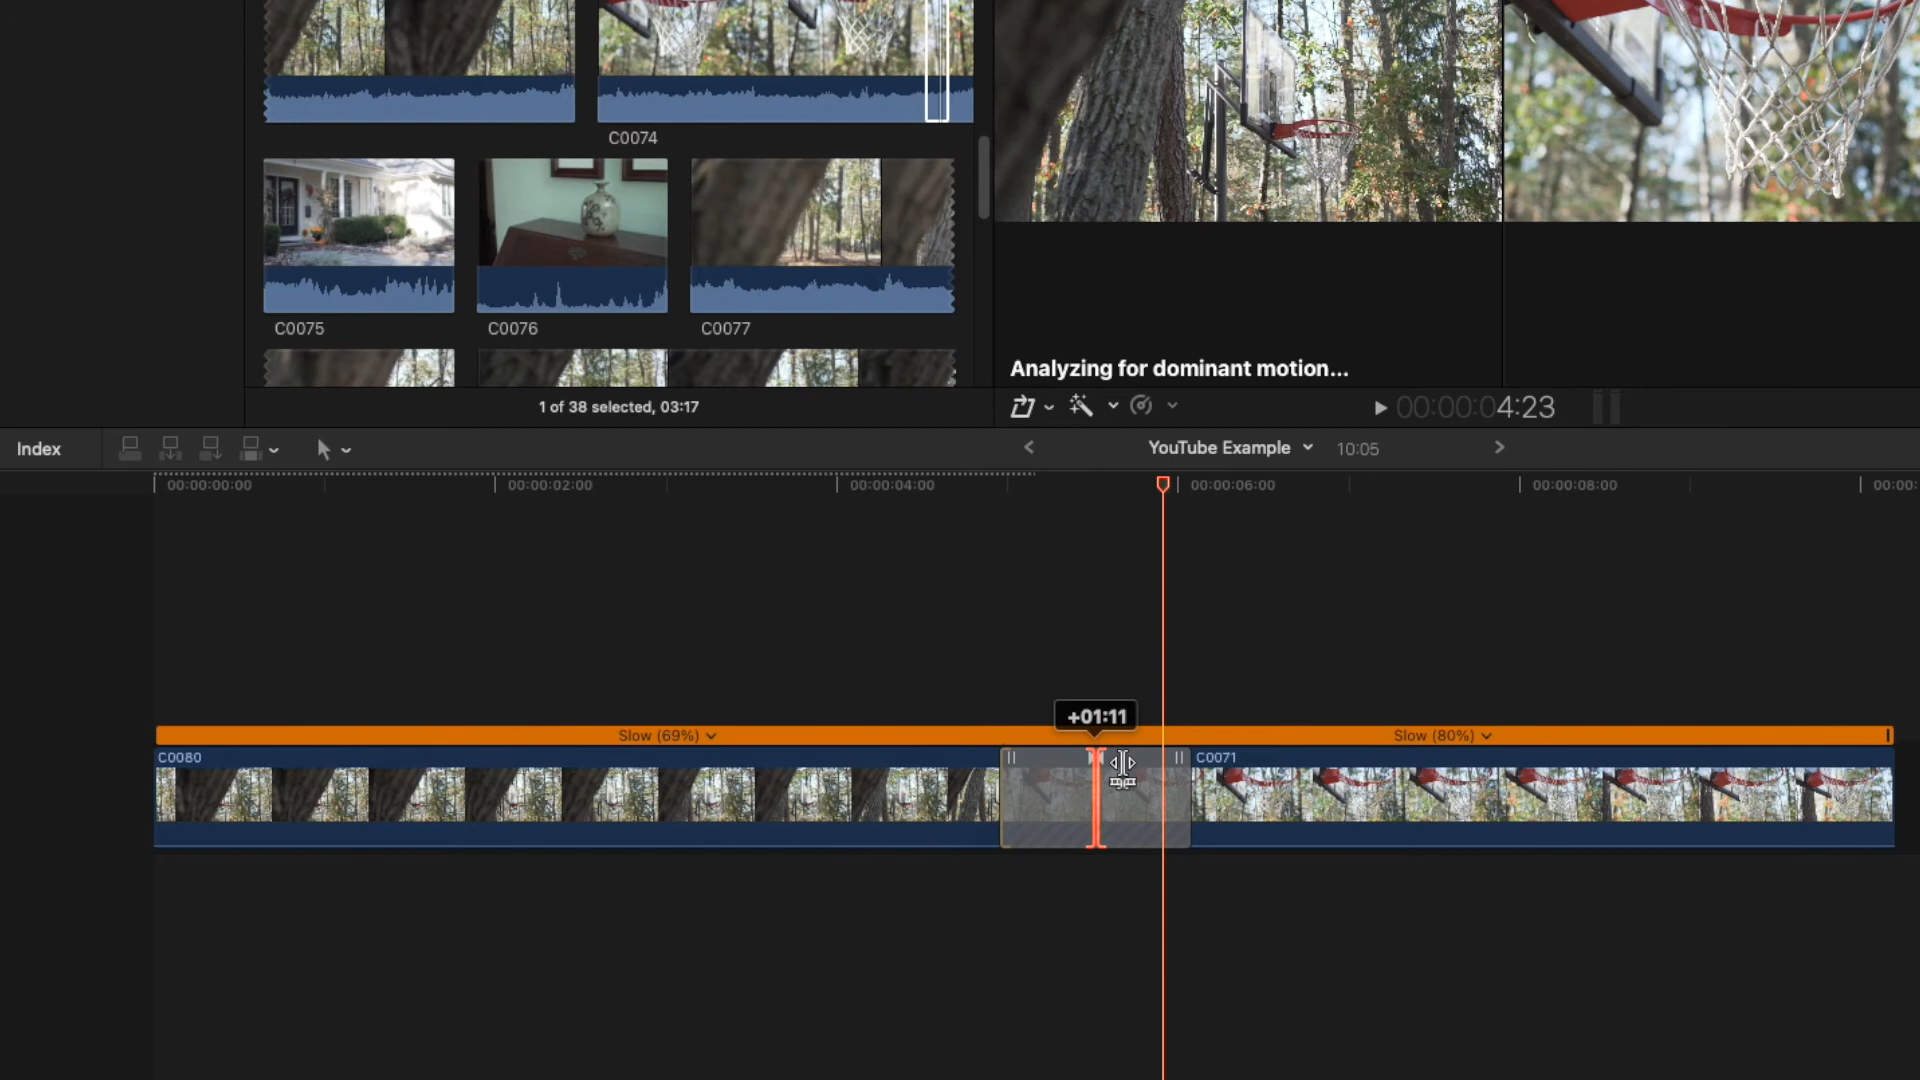 C0074
C0075
C0076
C0077
Analyzing for dominant motion...
1 of 38 selected, 03:17
00:00:04:23
Index
YouTube Example
10:05
00:00:00:00
00:00:02:00
00:00:04:00
00:00:06:00
00:00:08:00
00:00:
+01:11
Slow (69%)
Slow (80%)
C0080
C0071